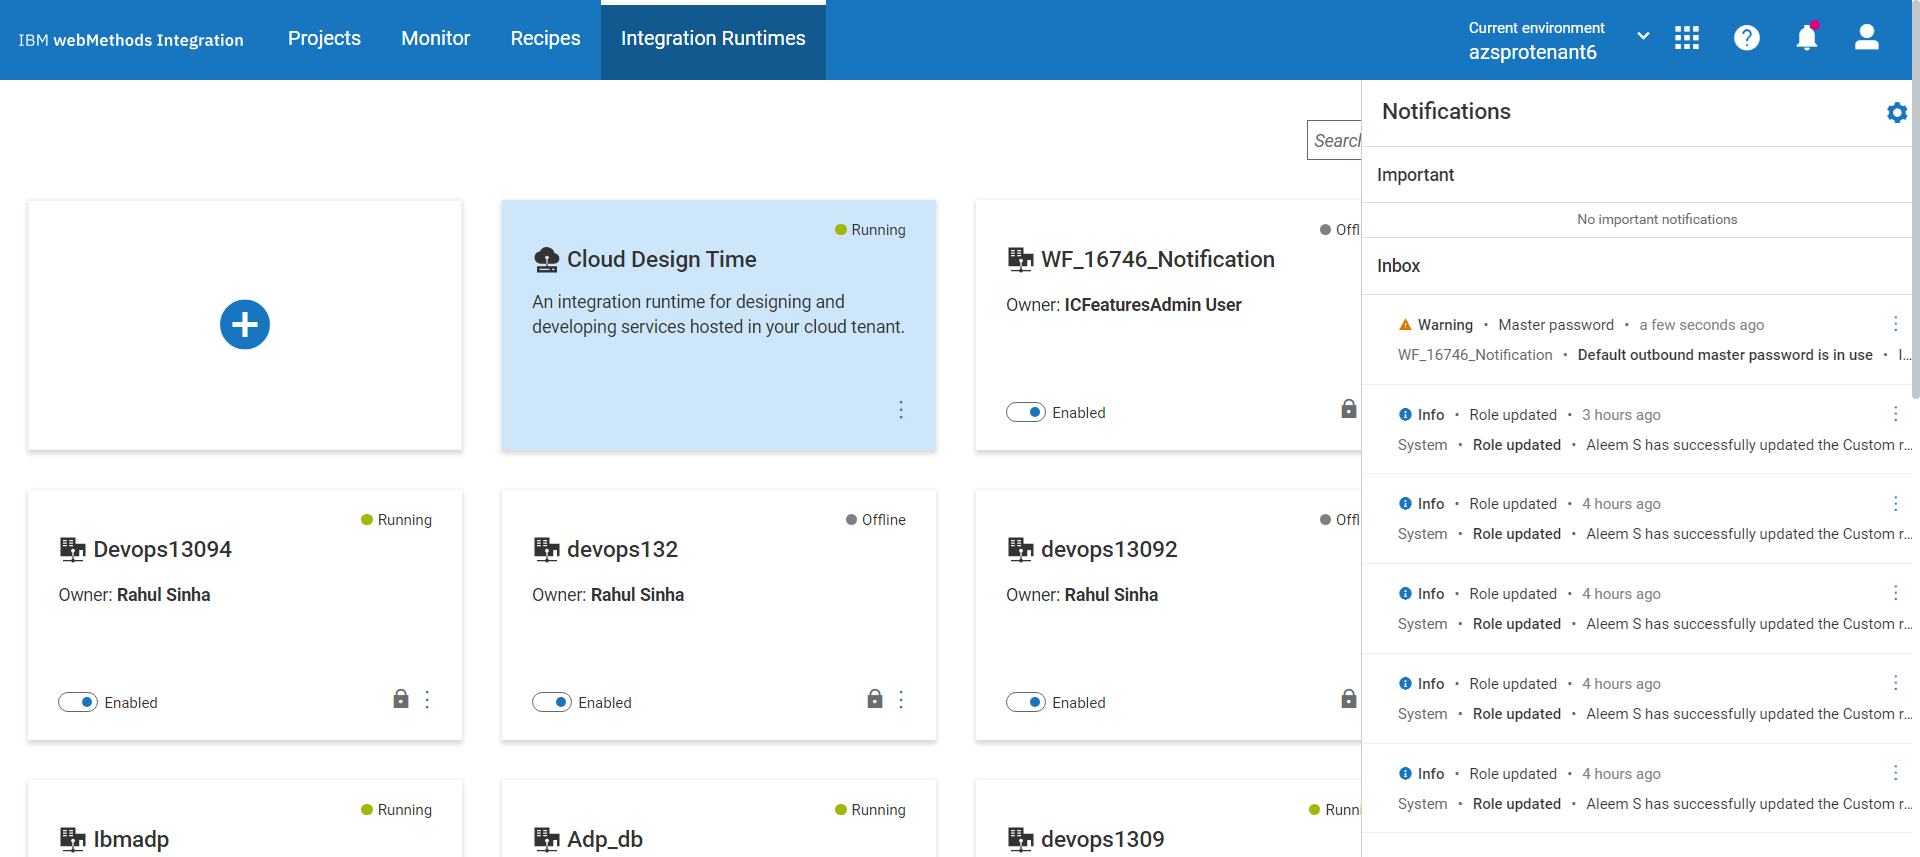 IBM webMethods Integration
Projects
Monitor
Recipes
Integration Runtimes
Current environment
azsprotenant6
Notifications
Search
Important
No important notifications
Inbox
Running
Cloud Design Time
An integration runtime for designing and
developing services hosted in your cloud tenant.
Offl
WF_16746_Notification
Owner: ICFeaturesAdmin User
Enabled
Warning • Master password • a few seconds ago
WF_16746_Notification • Default outbound master password is in use • I...
Info • Role updated • 3 hours ago
System • Role updated • Aleem S has successfully updated the Custom r...
Info • Role updated • 4 hours ago
System • Role updated • Aleem S has successfully updated the Custom r...
Info • Role updated • 4 hours ago
System • Role updated • Aleem S has successfully updated the Custom r...
Info • Role updated • 4 hours ago
System • Role updated • Aleem S has successfully updated the Custom r...
Info • Role updated • 4 hours ago
System • Role updated • Aleem S has successfully updated the Custom r...
Running
Devops13094
Owner: Rahul Sinha
Enabled
Offline
devops132
Owner: Rahul Sinha
Enabled
Offl
devops13092
Owner: Rahul Sinha
Enabled
Running
Ibmadp
Running
Adp_db
Runni
devops1309